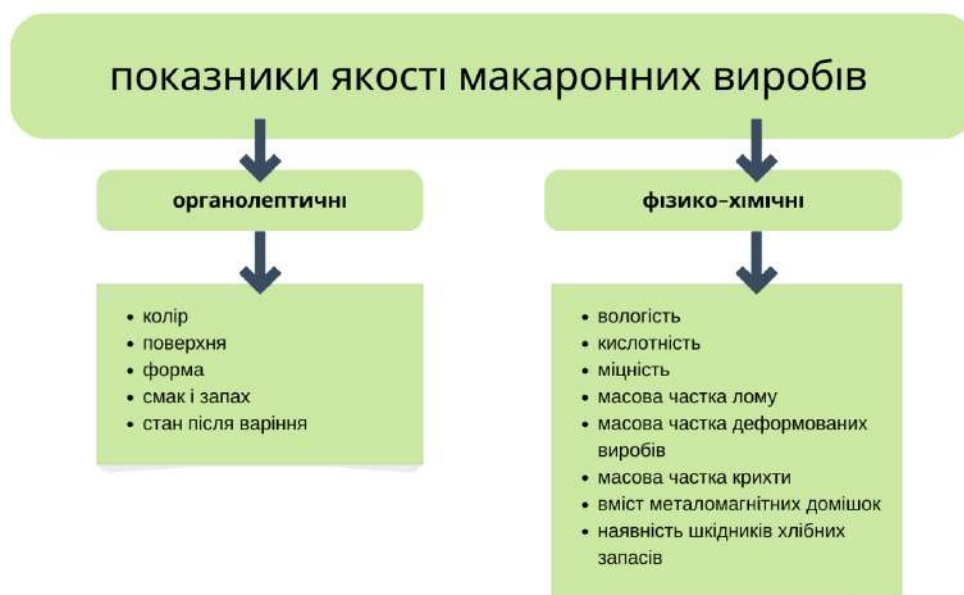 показники якості макаронних виробів
органолептичні
• колір
• поверхня
• форма
• смак і запах
• стан після варіння
фізико-хімічні
• вологість
• кислотність
• міцність
• масова частка лому
• масова частка деформованих
виробів
• масова частка крихти
• вміст металомагнітних домішок
• наявність шкідників хлібних
запасів